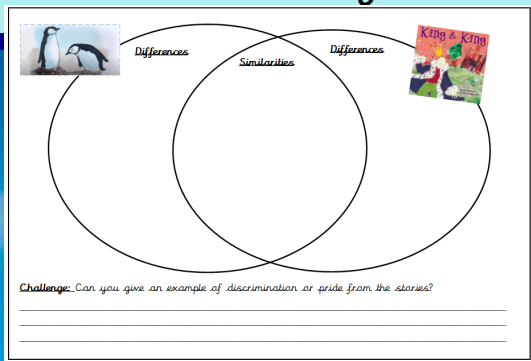 Differences
Similarities
Differences
King & King
Challenge: Can you give an example of discrimination or pride from the stories?